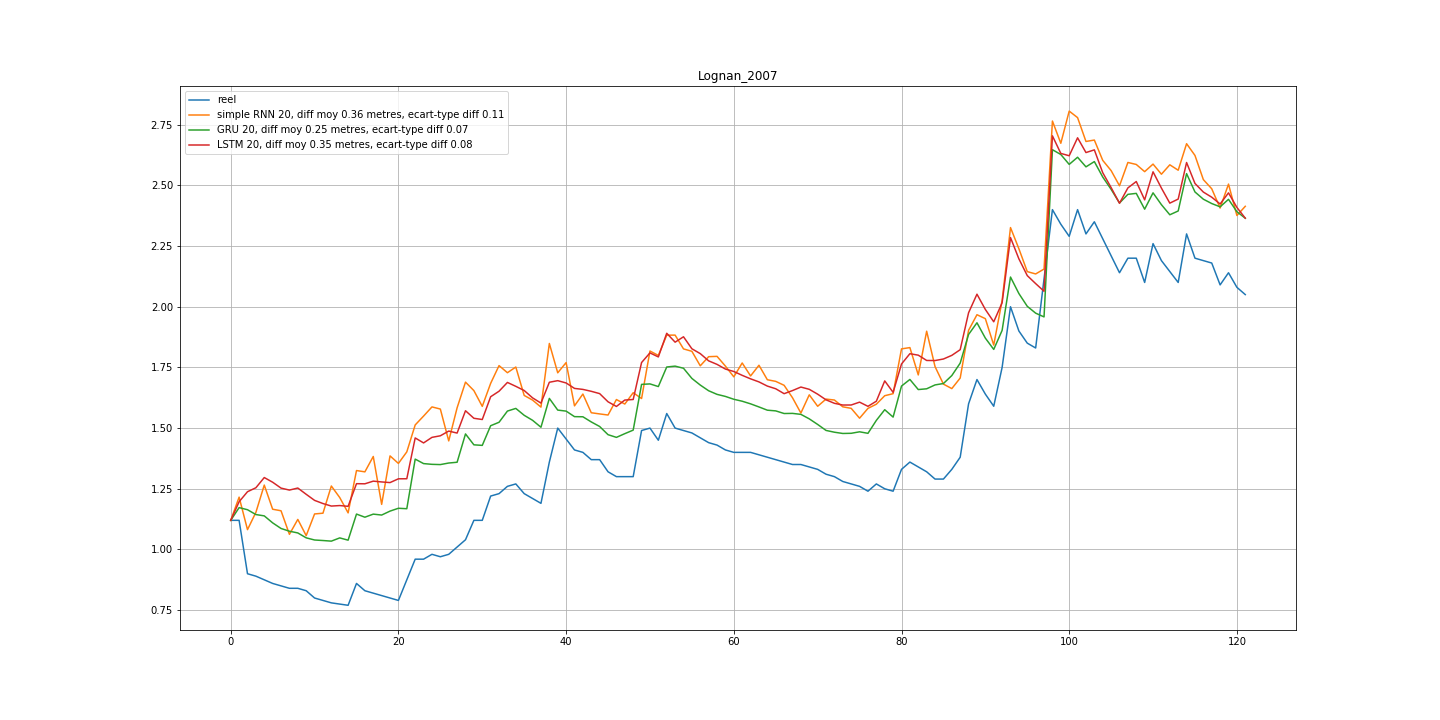 Lognan_2007
reel
simple RNN 20, diff moy 0.36 metres, ecart-type diff 0.11
GRU 20, diff moy 0.25 metres, ecart-type diff 0.07
LSTM 20, diff moy 0.35 metres, ecart-type diff 0.08
2.75
2.50
2.25
2.00
1.75
1.50
1.25
1.00
0.75
0 20 40 60 80 100 120